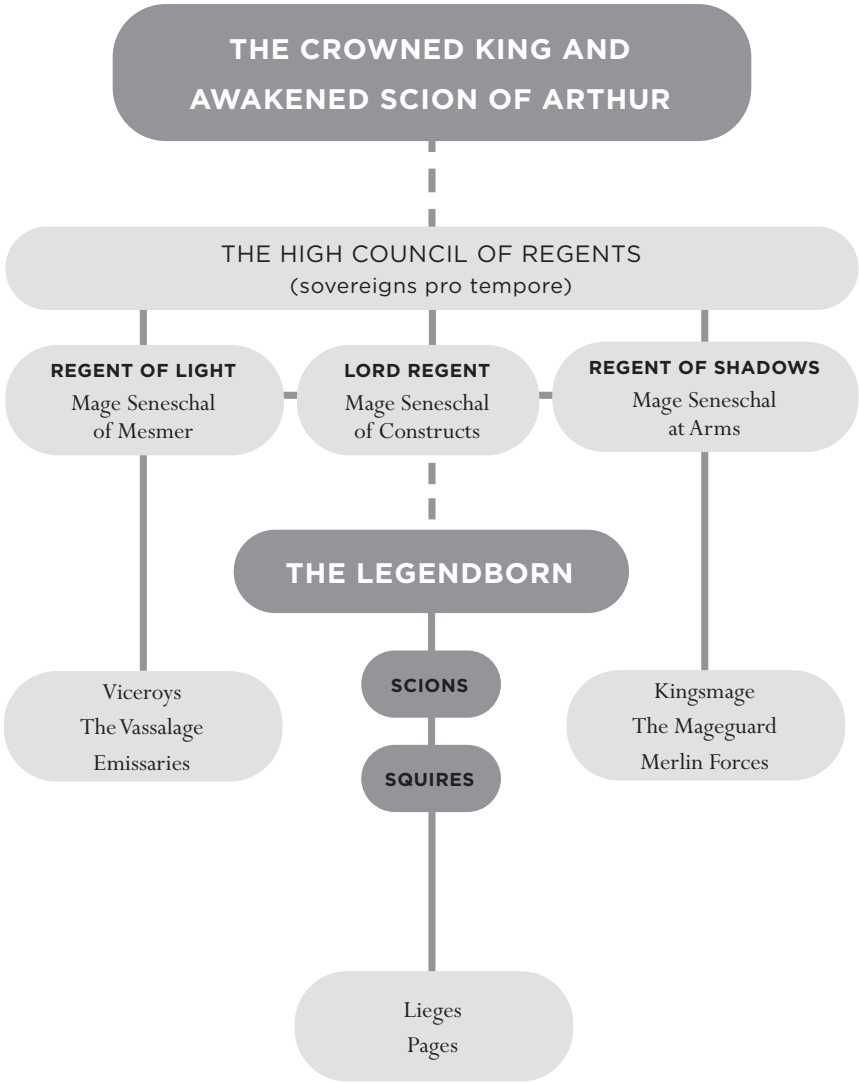 THE CROWNED KING AND
AWAKENED SCION OF ARTHUR
THE HIGH COUNCIL OF REGENTS
(sovereigns pro tempore)
REGENT OF LIGHT
Mage Seneschal
of Mesmer
LORD REGENT
Mage Seneschal
of Constructs
REGENT OF SHADOWS
Mage Seneschal
at Arms
THE LEGENDBORN
SCIONS
SQUIRES
Viceroys
The Vassalage
Emissaries
Kingsmage
The Mageguard
Merlin Forces
Lieges
Pages